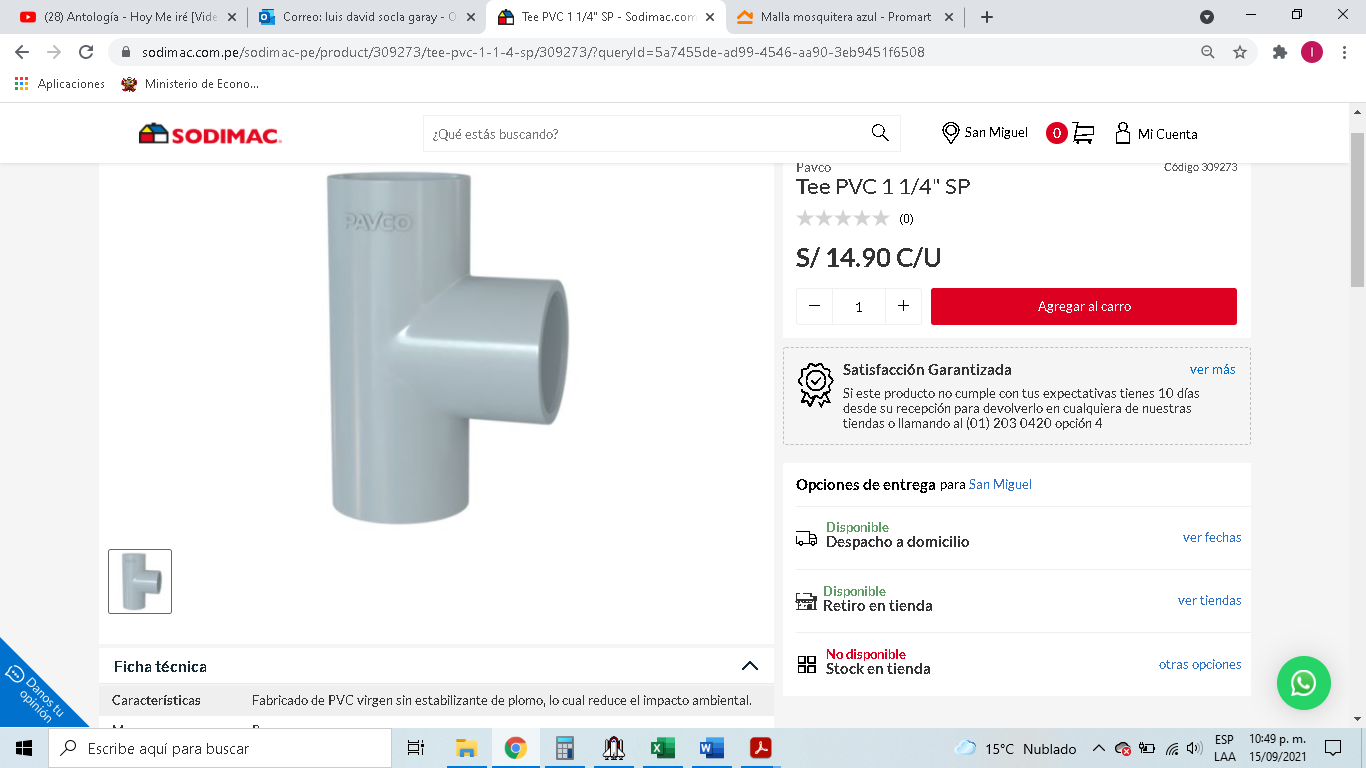 (28) Antología - Hoy Me iré [Vide
Correo: luis david socla garay - O
Tee PVC 1 1/4" SP - Sodimac.com
Malla mosquitera azul - Promart
sodimac.com.pe/sodimac-pe/product/309273/tee-pvc-1-1-4-sp/309273/?queryId=5a7455de-ad99-4546-aa90-3eb9451f6508
I
Aplicaciones
Ministerio de Econo...
SODIMAC
¿Qué estás buscando?
San Miguel
0
Mi Cuenta
PAVCO
Pavco
Código 309273
Tee PVC 1 1/4" SP
(0)
S/ 14.90 C/U
1
Agregar al carro
Satisfacción Garantizada
ver más
Si este producto no cumple con tus expectativas tienes 10 días
desde su recepción para devolverlo en cualquiera de nuestras
tiendas o llamando al (01) 203 0420 opción 4
Opciones de entrega para San Miguel
Disponible
Despacho a domicilio
ver fechas
Disponible
Retiro en tienda
ver tiendas
No disponible
Stock en tienda
otras opciones
Ficha técnica
Características Fabricado de PVC virgen sin estabilizante de plomo, lo cual reduce el impacto ambiental.
Danos tu
opinión
Escribe aquí para buscar
15°C Nublado
ESP
LAA
10:49 p. m.
15/09/2021